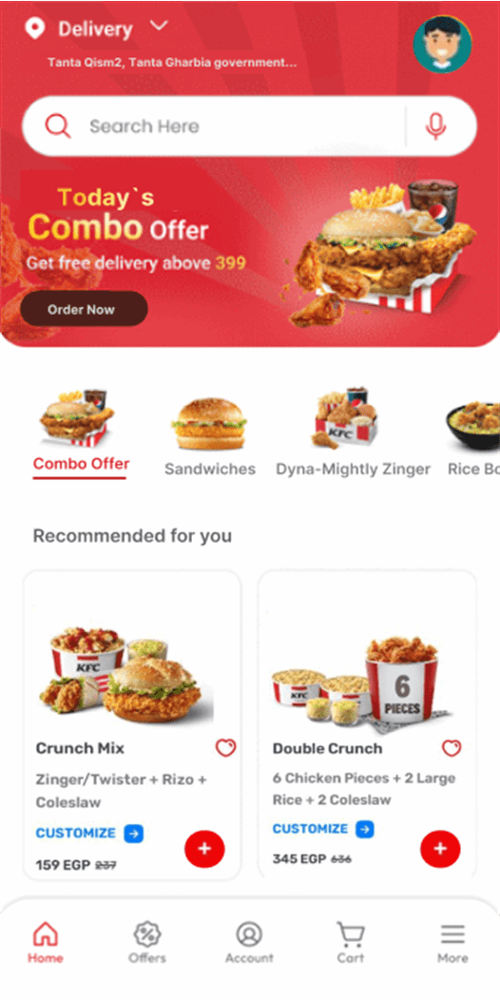 Delivery
Tanta Qism2, Tanta Gharbia government...
Search Here
Today`s
Combo Offer
Get free delivery above 399
Order Now
KFC
Combo Offer
Sandwiches
Dyna-Mightly Zinger
Rice Bo
Recommended for you
KFC
KFC
6
PIECES
Crunch Mix
Zinger/Twister + Rizo +
Coleslaw
CUSTOMIZE
159 EGP 237
Double Crunch
6 Chicken Pieces + 2 Large
Rice + 2 Coleslaw
CUSTOMIZE
345 EGP 636
Home
Offers
Account
Cart
More